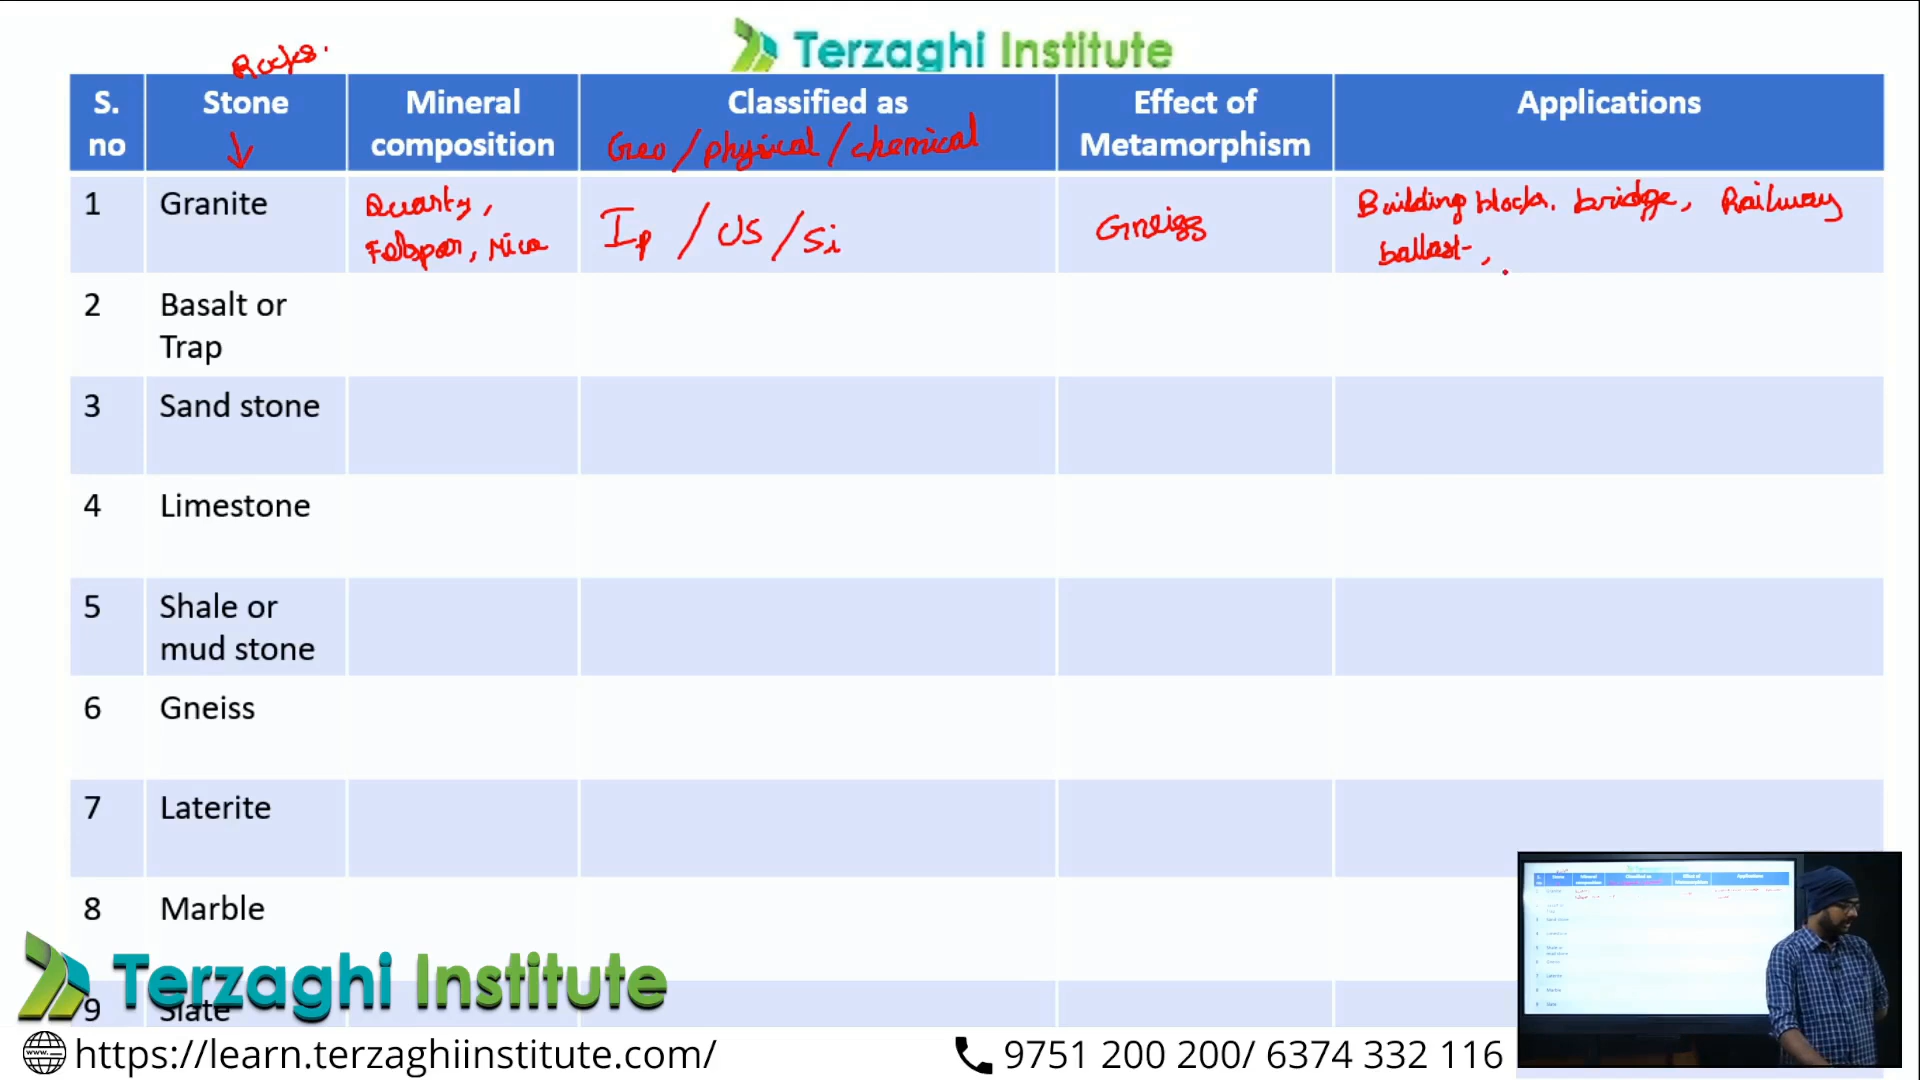 Terzaghi Institute
Rocks.
S. no
Stone
Mineral composition
Classified as
Geo / physical / chemical
Effect of Metamorphism
Applications
1
Granite
Quartz,
Felspar, Mica
Ip / US / Si
Gneiss
Building blocks, bridge, Railway
ballast,
2
Basalt or
Trap
3
Sand stone
4
Limestone
5
Shale or
mud stone
6
Gneiss
7
Laterite
8
Marble
9
Slate
Terzaghi Institute
https://learn.terzaghiinstitute.com/
9751 200 200/ 6374 332 116